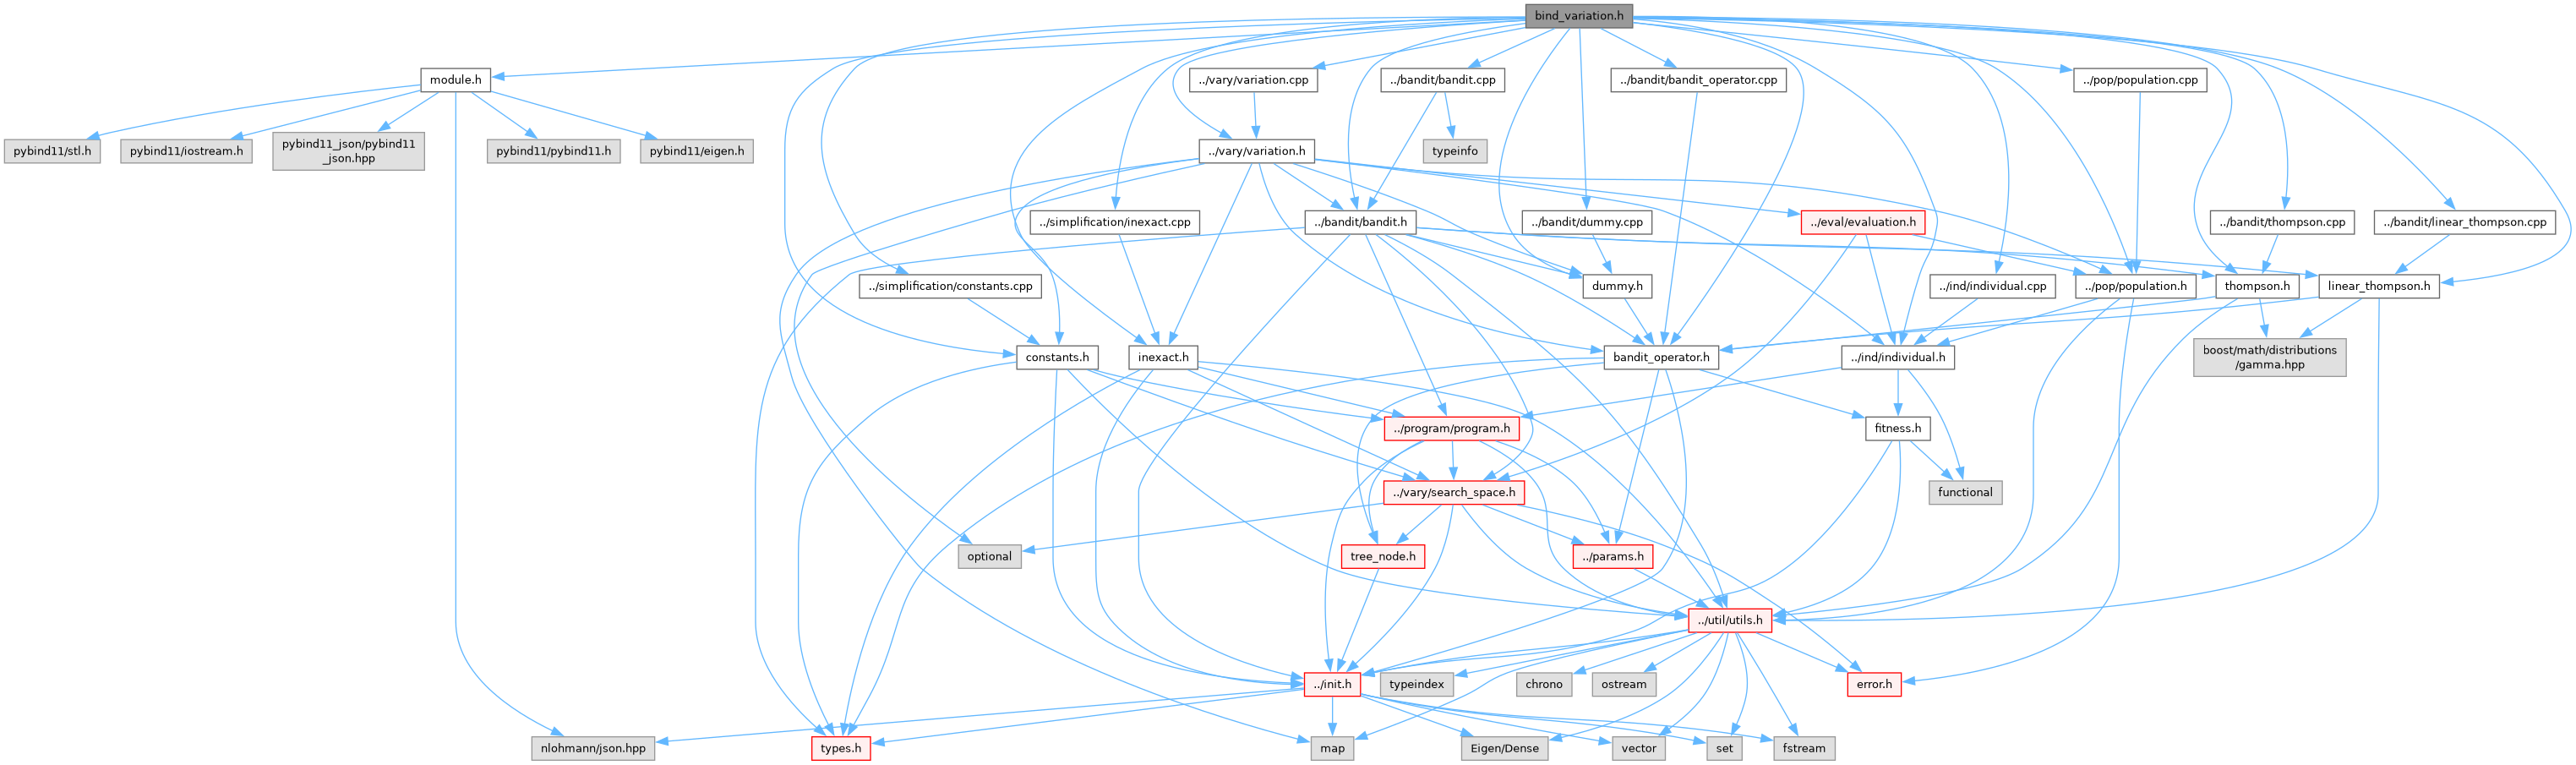 bind_variation.h
module.h
../vary/variation.cpp
../bandit/bandit.cpp
../bandit/bandit_operator.cpp
../pop/population.cpp
pybind11/stl.h
pybind11/iostream.h
pybind11_json/pybind11
_json.hpp
pybind11/pybind11.h
pybind11/eigen.h
../vary/variation.h
typeinfo
../simplification/inexact.cpp
../bandit/bandit.h
../bandit/dummy.cpp
../eval/evaluation.h
../bandit/thompson.cpp
../bandit/linear_thompson.cpp
../simplification/constants.cpp
dummy.h
../ind/individual.cpp
../pop/population.h
thompson.h
linear_thompson.h
constants.h
inexact.h
bandit_operator.h
../ind/individual.h
boost/math/distributions
/gamma.hpp
../program/program.h
fitness.h
../vary/search_space.h
functional
optional
tree_node.h
../params.h
../util/utils.h
../init.h
typeindex
chrono
ostream
error.h
nlohmann/json.hpp
types.h
map
Eigen/Dense
vector
set
fstream